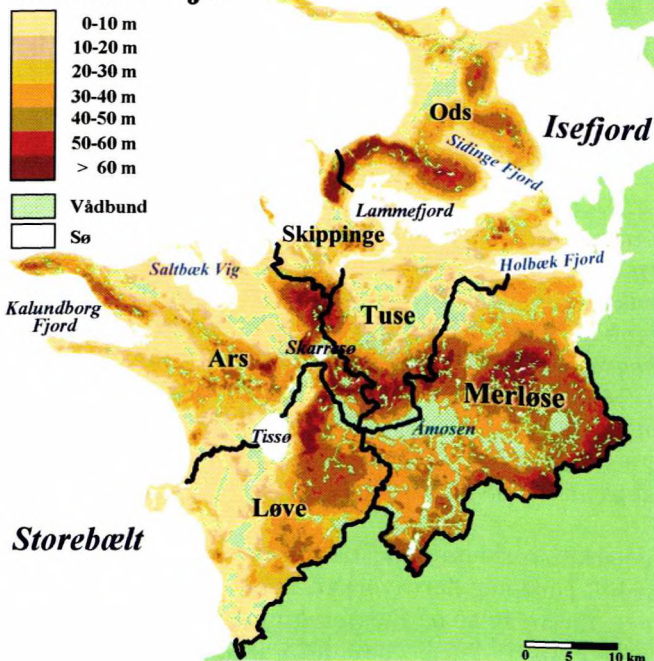 0-10 m
10-20 m
20-30 m
30-40 m
40-50 m
50-60 m
> 60 m
Vådbund
Sø
Ods
Isefjord
Sidinge Fjord
Lammefjord
Skippinge
Saltbæk Vig
Holbæk Fjord
Kalundborg
Fjord
Tuse
Skarresø
Ars
Merløse
Åmosen
Tissø
Løve
Storebælt
0 5 10 km